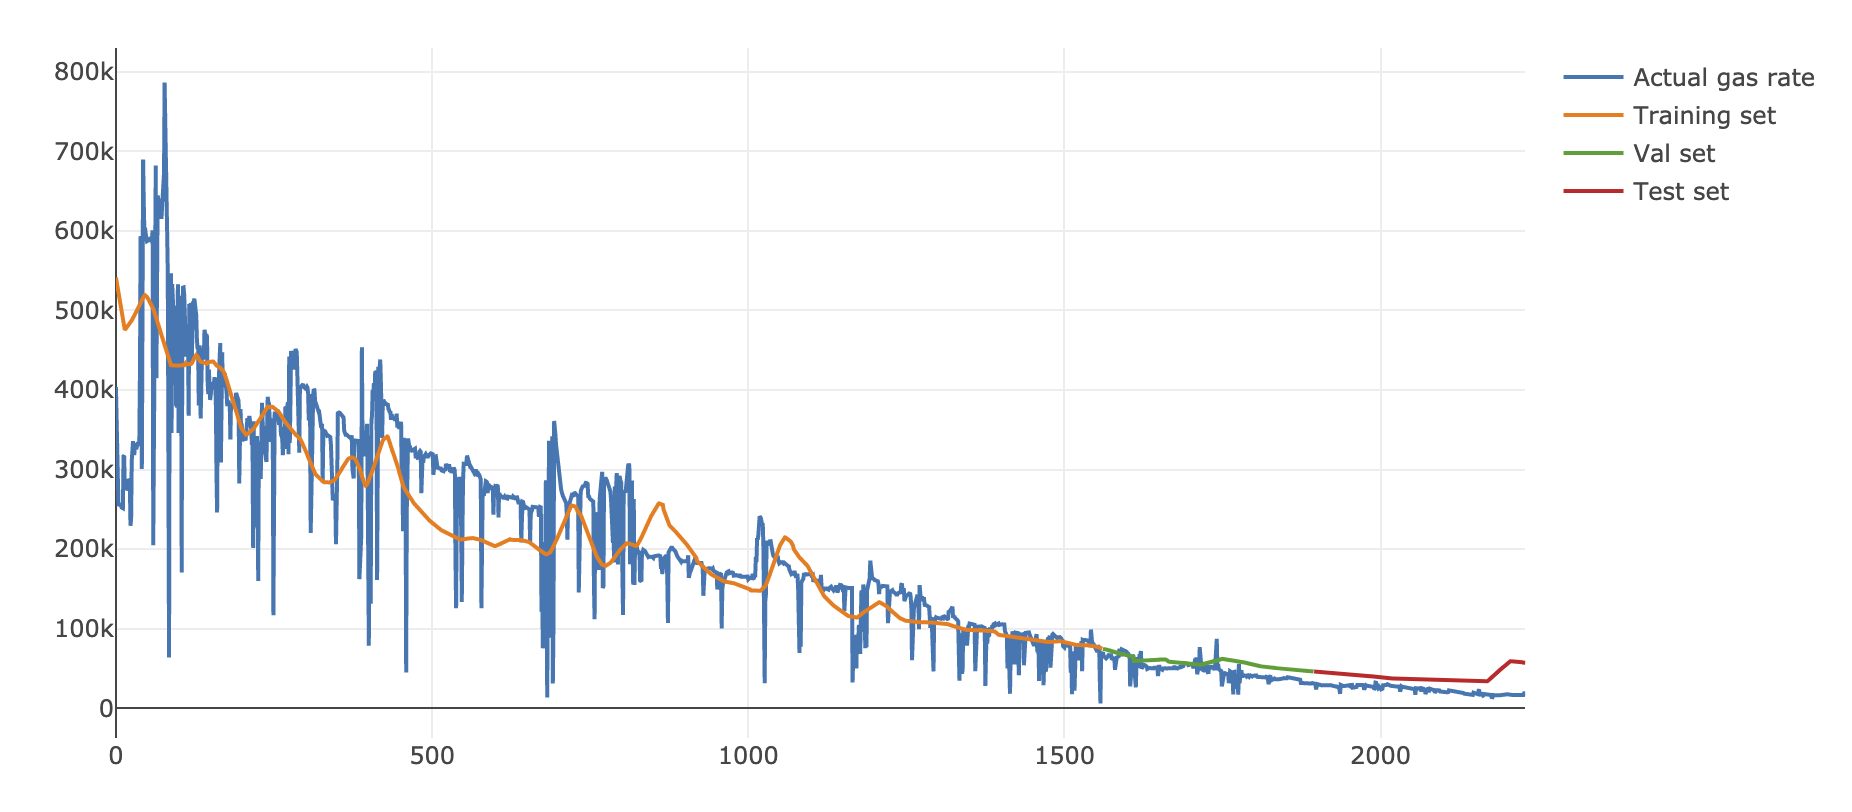 800k
700k
600k
500k
400k
300k
200k
100k
0
0 500 1000 1500 2000
Actual gas rate
Training set
Val set
Test set